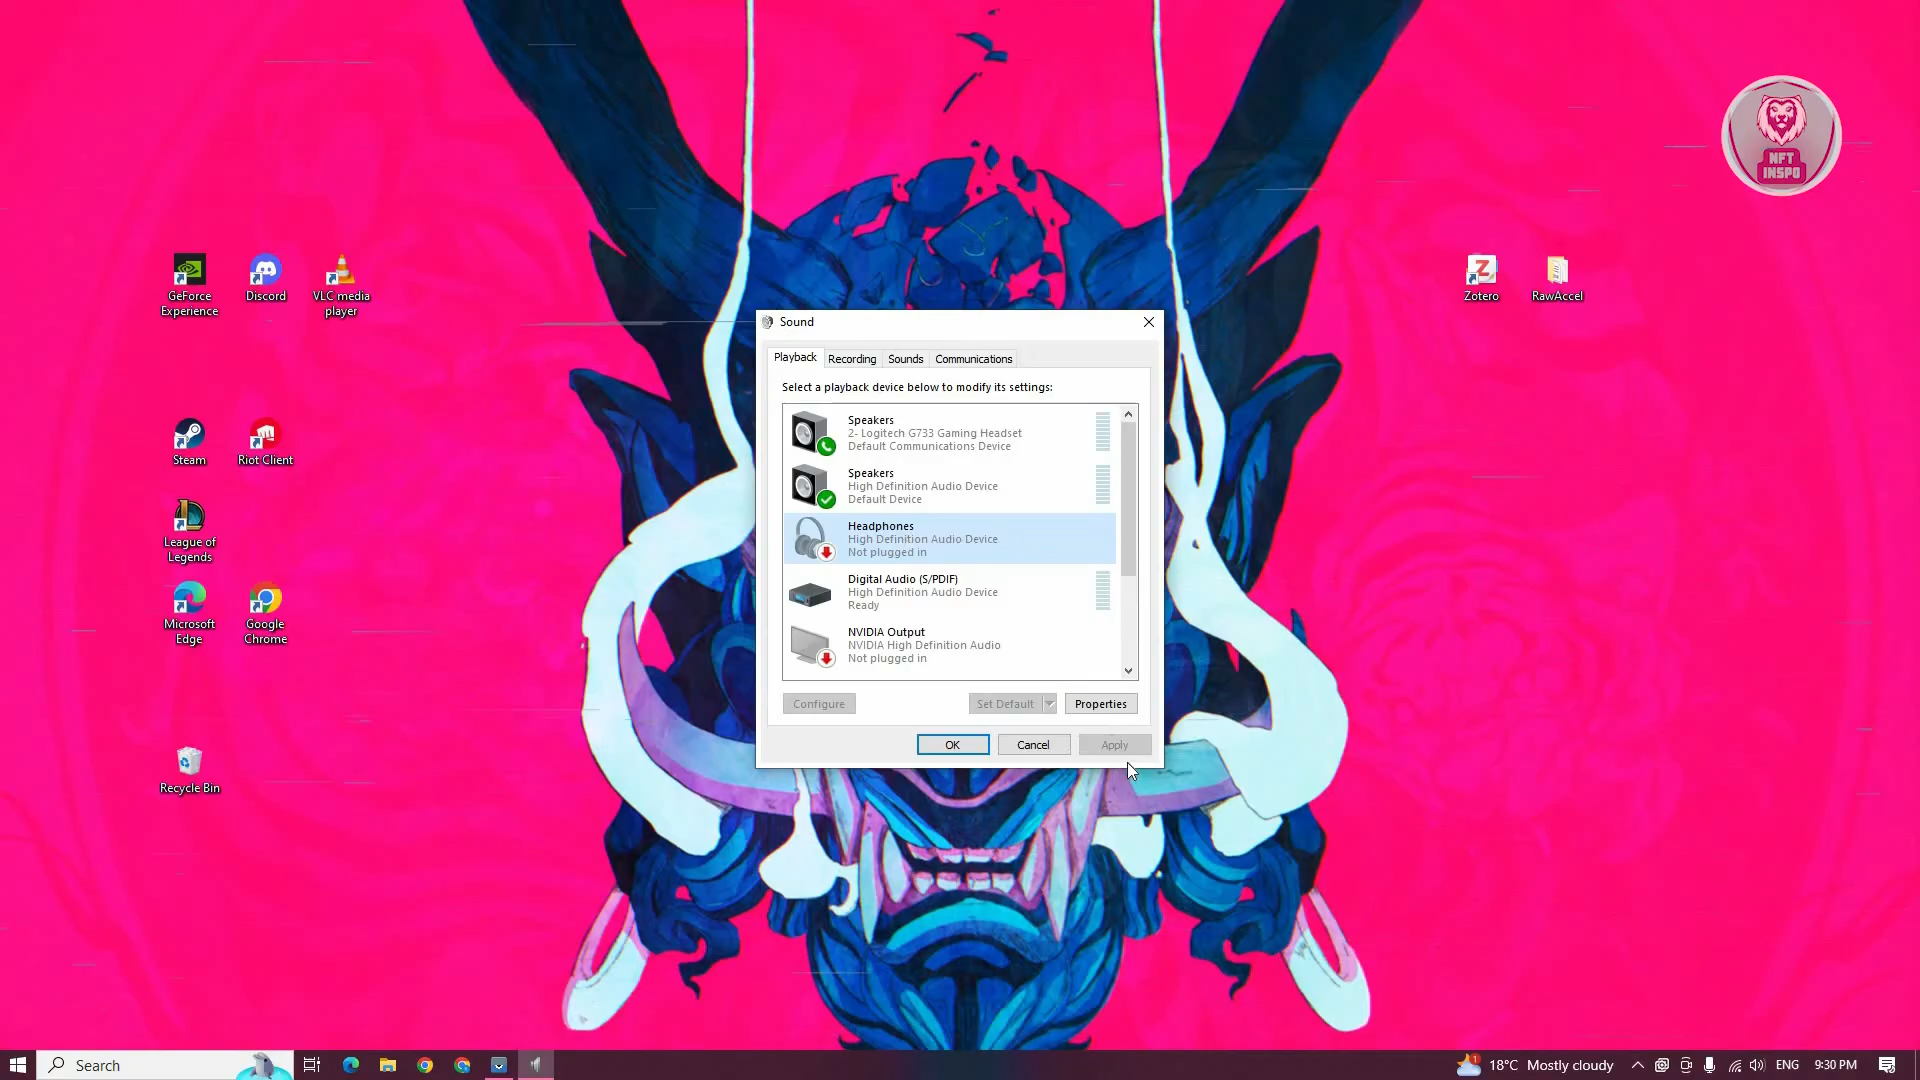 NFT
INSPO
GeForce
Experience
Discord
VLC media
player
Zotero
RawAccel
Steam
Riot Client
League of
Legends
Microsoft
Edge
Google
Chrome
Recycle Bin
Sound
Playback
Recording
Sounds
Communications
Select a playback device below to modify its settings:
Speakers
2- Logitech G733 Gaming Headset
Default Communications Device
Speakers
High Definition Audio Device
Default Device
Headphones
High Definition Audio Device
Not plugged in
Digital Audio (S/PDIF)
High Definition Audio Device
Ready
NVIDIA Output
NVIDIA High Definition Audio
Not plugged in
Configure
Set Default
Properties
OK
Cancel
Apply
Search
1
18°C Mostly cloudy
ENG
9:30 PM